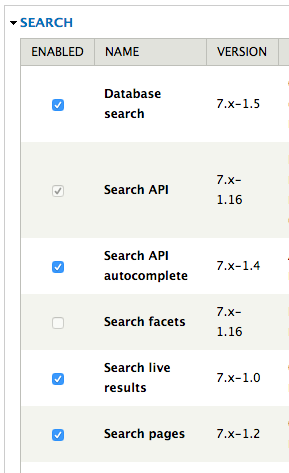 SEARCH
ENABLED NAME VERSION
Database
search
7.x-1.5
Search API
7.x-
1.16
Search API
autocomplete
7.x-1.4
Search facets
7.x-
1.16
Search live
results
7.x-1.0
Search pages
7.x-1.2